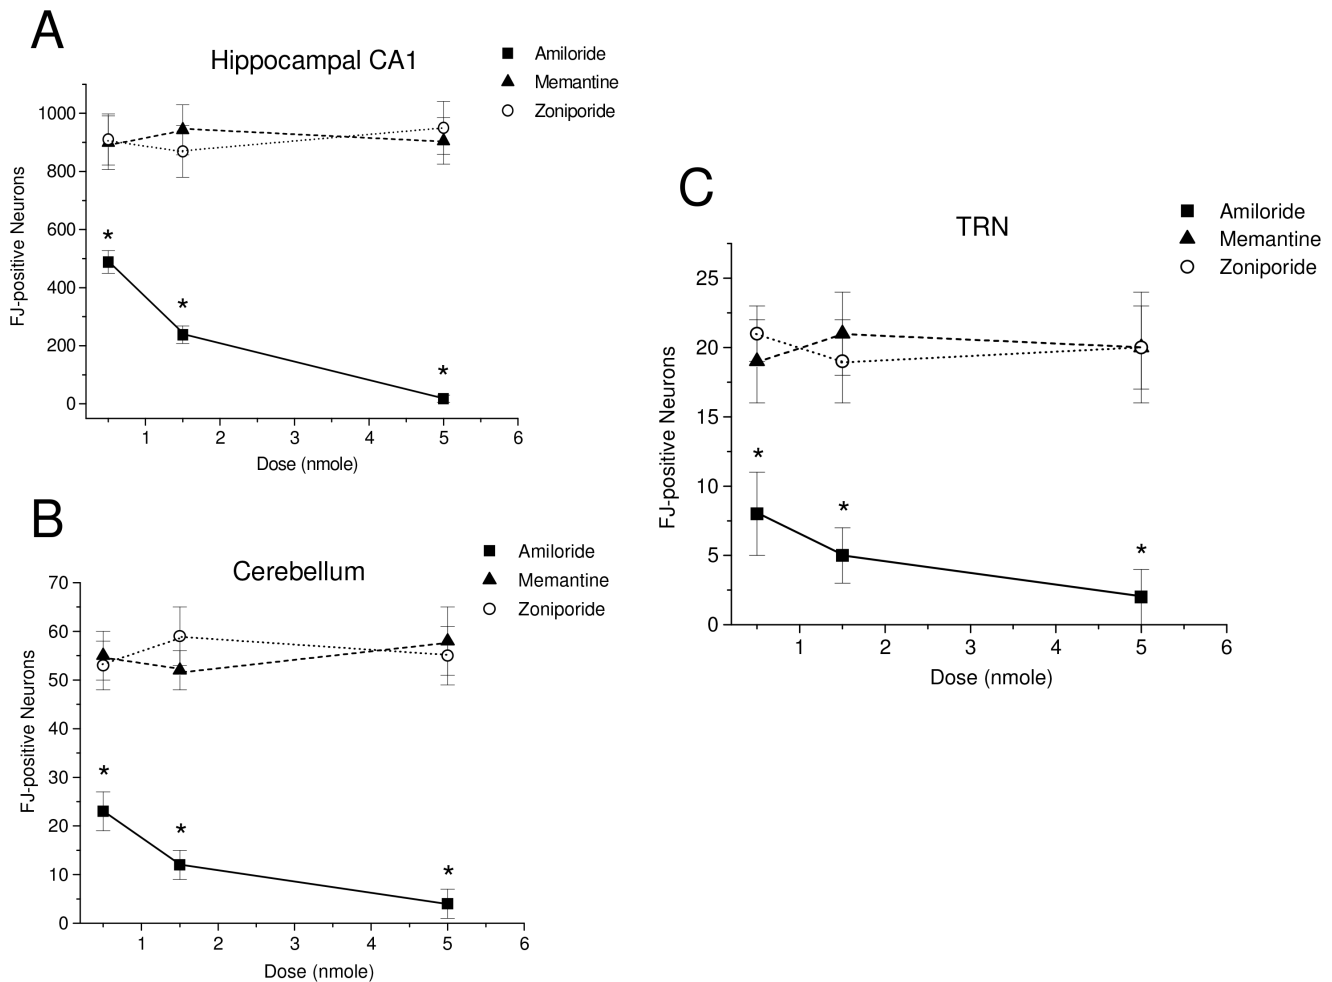 A
Hippocampal CA1
Amiloride
Memantine
Zoniporide
1000
800
600
400
200
0
FJ-positive Neurons
*
*
*
1 2 3 4 5 6
Dose (nmole)
B
Cerebellum
Amiloride
Memantine
Zoniporide
70
60
50
40
30
20
10
0
FJ-positive Neurons
*
*
*
1 2 3 4 5 6
Dose (nmole)
C
TRN
Amiloride
Memantine
Zoniporide
25
20
15
10
5
0
FJ-positive Neurons
*
*
*
1 2 3 4 5 6
Dose (nmole)